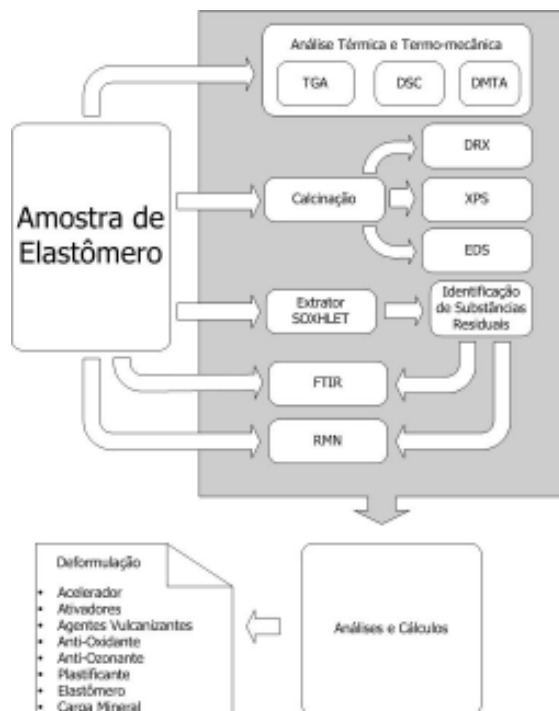 Análise Térmica e Termo-mecânica
TGA
DSC
DMTA
Amostra de
Elastômero
Calcinação
DRX
XPS
EDS
Extrator
SOXHLET
Identificação
de Substâncias
Residuais
FTIR
RMN
Deformulação
• Acelerador
• Ativadores
• Agentes Vulcanizantes
• Anti-Oxidante
• Anti-Ozonante
• Plastificante
• Elastômero
• Carga Mineral
Análises e Cálculos